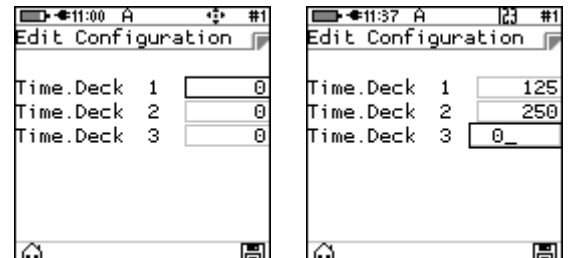 11:00 A #1
Edit Configuration
Time.Deck 1 0
Time.Deck 2 0
Time.Deck 3 0
11:37 A 123 #1
Edit Configuration
Time.Deck 1 125
Time.Deck 2 250
Time.Deck 3 0_